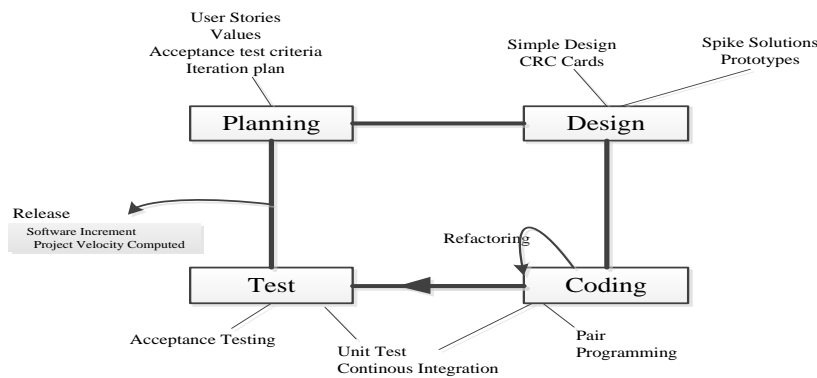 User Stories
Values
Acceptance test criteria
Iteration plan
Simple Design
CRC Cards
Spike Solutions
Prototypes
Planning
Design
Release
Software Increment
Project Velocity Computed
Refactoring
Test
Coding
Acceptance Testing
Unit Test
Continous Integration
Pair
Programming